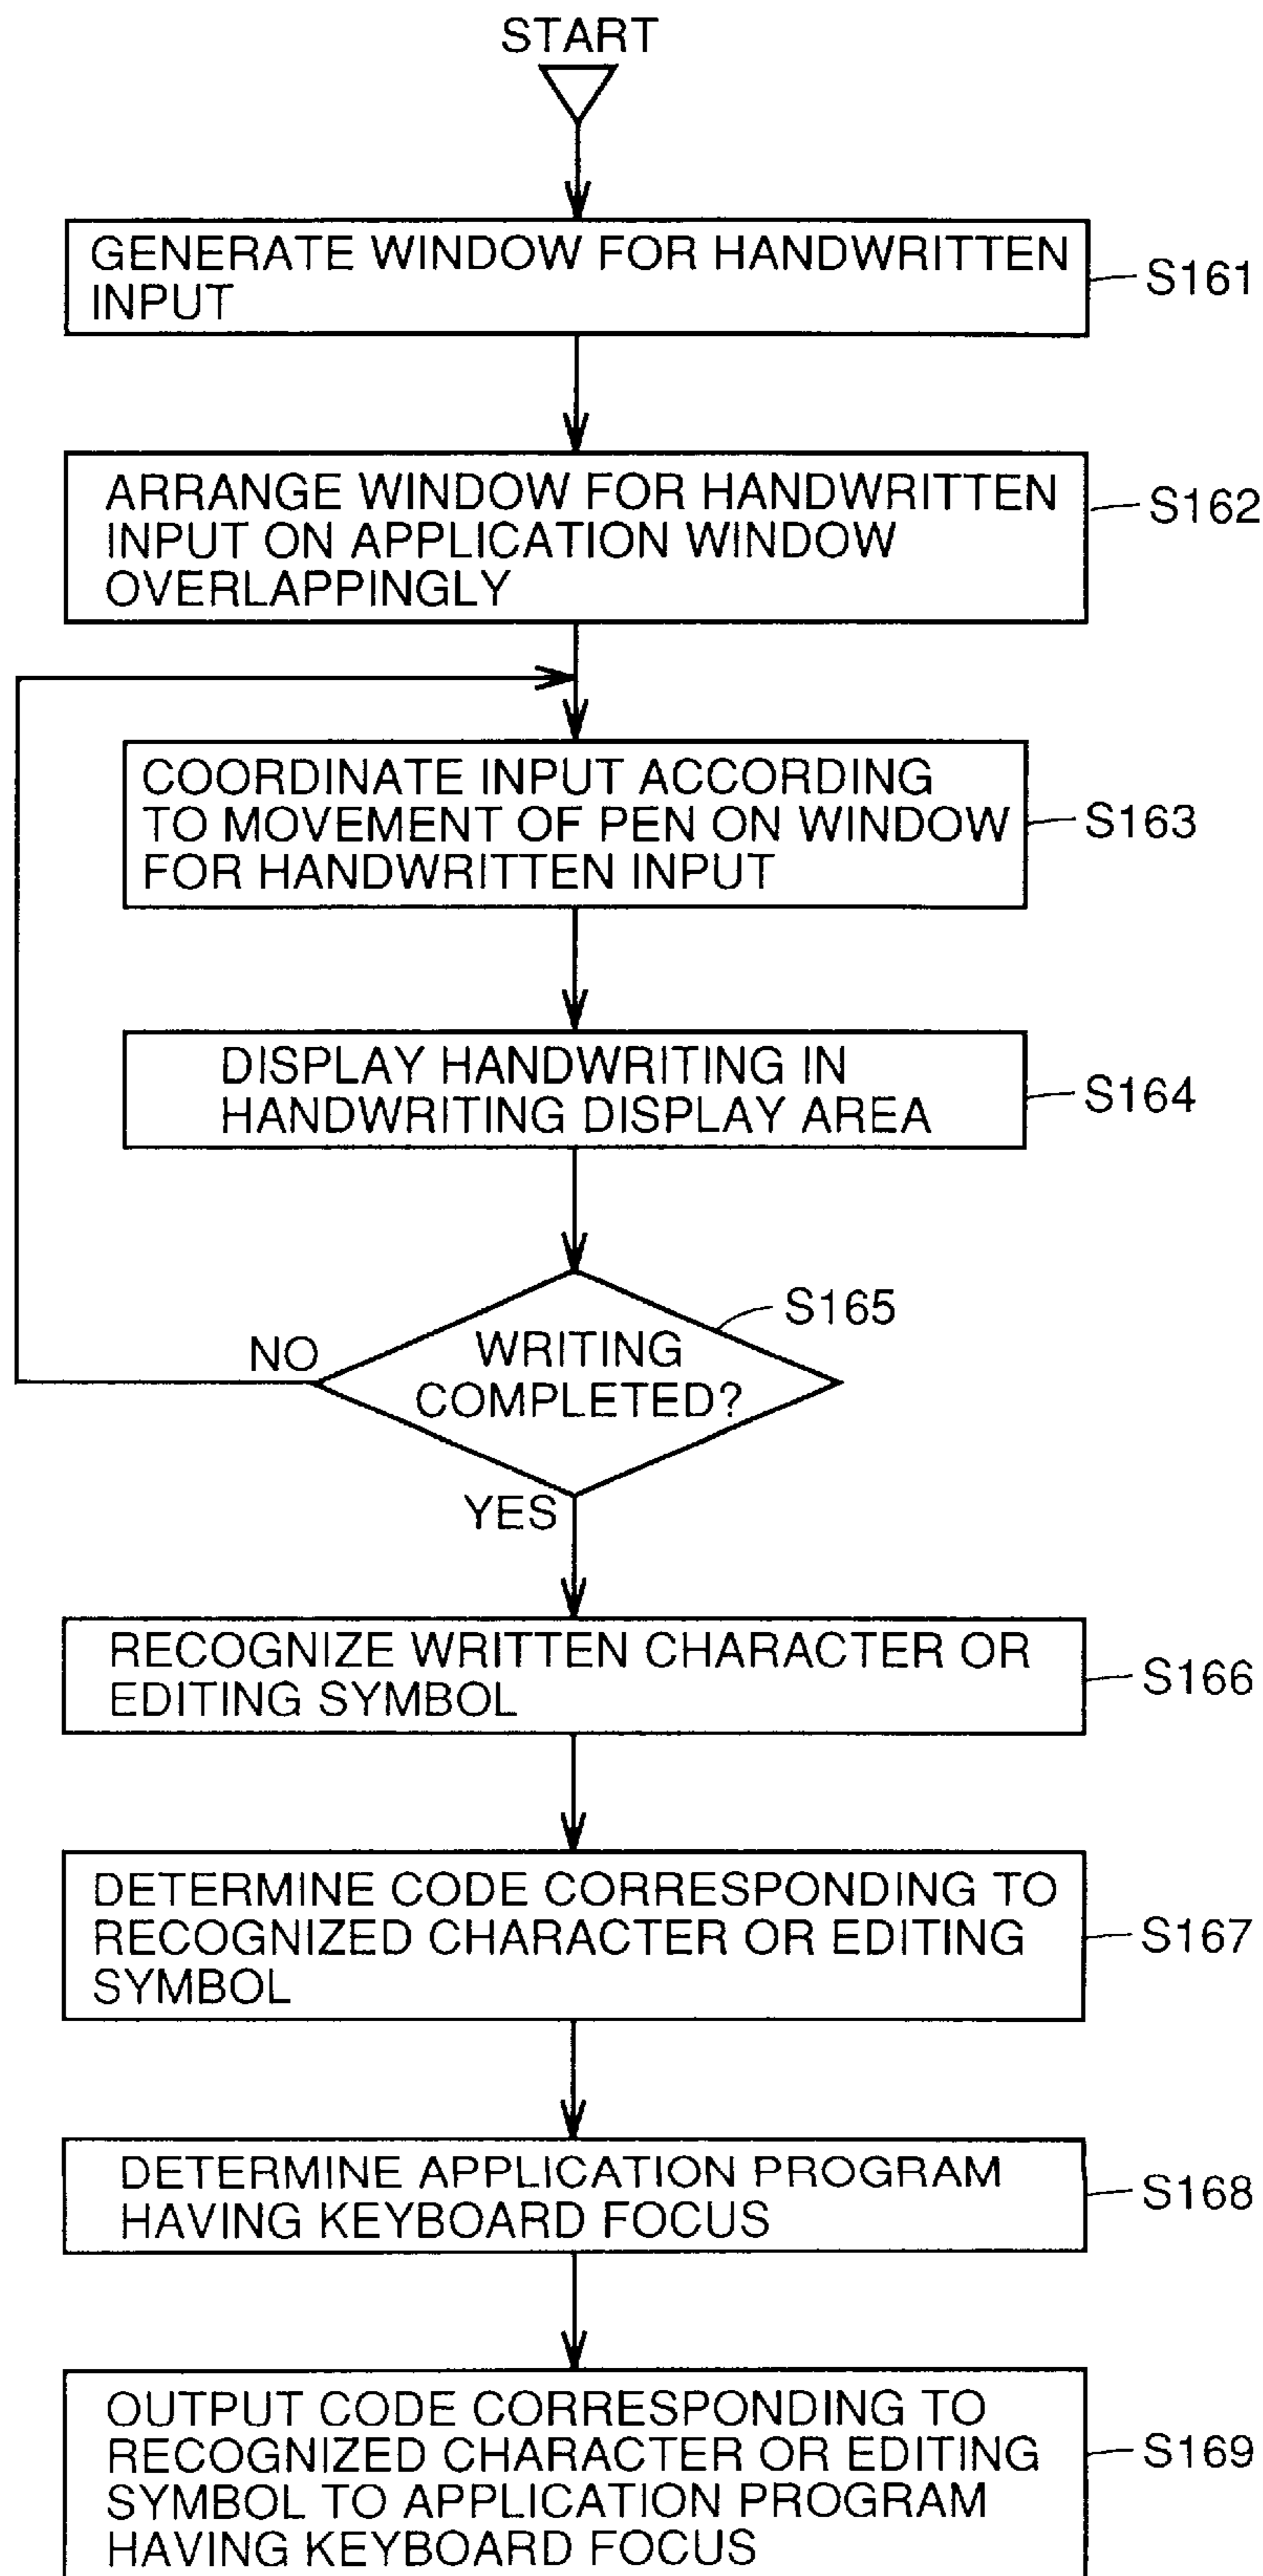 START
GENERATE WINDOW FOR HANDWRITTEN
INPUT
S161
ARRANGE WINDOW FOR HANDWRITTEN
INPUT ON APPLICATION WINDOW
OVERLAPPINGLY
S162
COORDINATE INPUT ACCORDING
TO MOVEMENT OF PEN ON WINDOW
FOR HANDWRITTEN INPUT
S163
DISPLAY HANDWRITING IN
HANDWRITING DISPLAY AREA
S164
S165
NO
WRITING
COMPLETED?
YES
RECOGNIZE WRITTEN CHARACTER OR
EDITING SYMBOL
S166
DETERMINE CODE CORRESPONDING TO
RECOGNIZED CHARACTER OR EDITING
SYMBOL
S167
DETERMINE APPLICATION PROGRAM
HAVING KEYBOARD FOCUS
S168
OUTPUT CODE CORRESPONDING TO
RECOGNIZED CHARACTER OR EDITING
SYMBOL TO APPLICATION PROGRAM
HAVING KEYBOARD FOCUS
S169